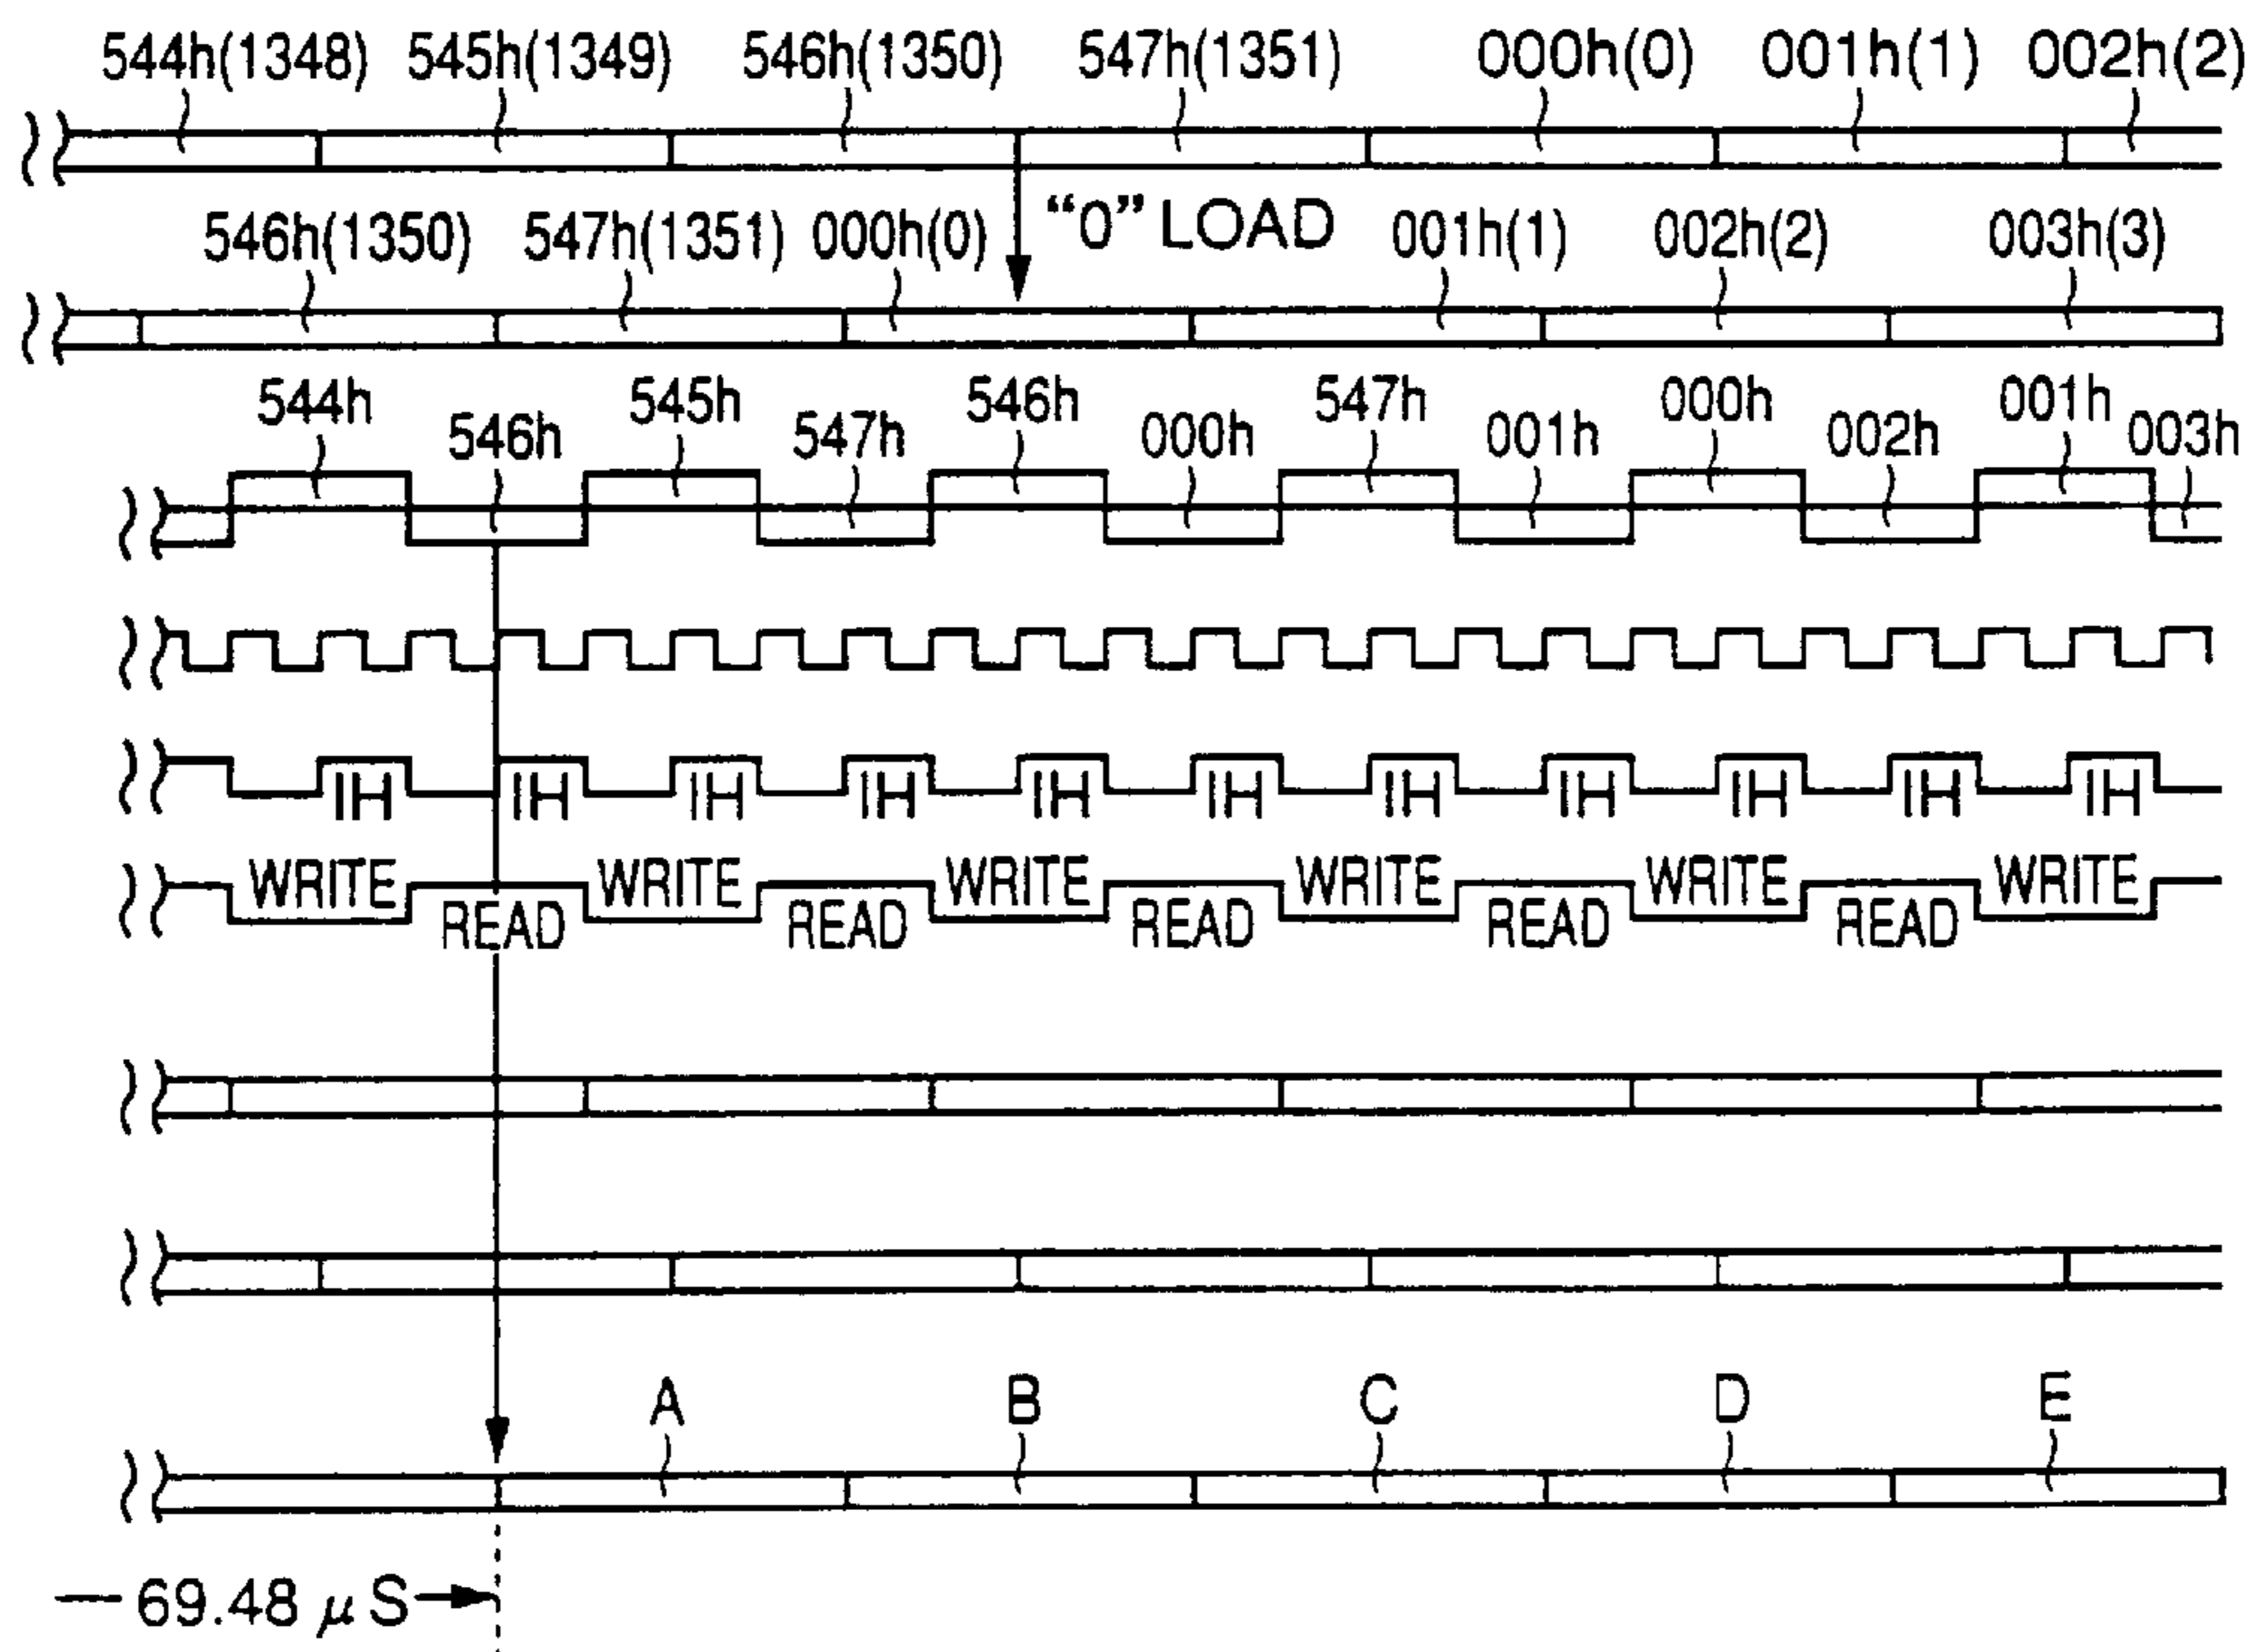 544h(1348) 545h(1349) 546h(1350) 547h(1351) 000h(0) 001h(1) 002h(2)
"0" LOAD
546h(1350) 547h(1351) 000h(0) 001h(1) 002h(2) 003h(3)
544h 546h 545h 547h 546h 000h 547h 001h 000h 002h 001h 003h
IH IH IH IH IH IH IH IH IH IH IH
WRITE READ WRITE READ WRITE READ WRITE READ WRITE READ WRITE
A B C D E
— 69.48 μS